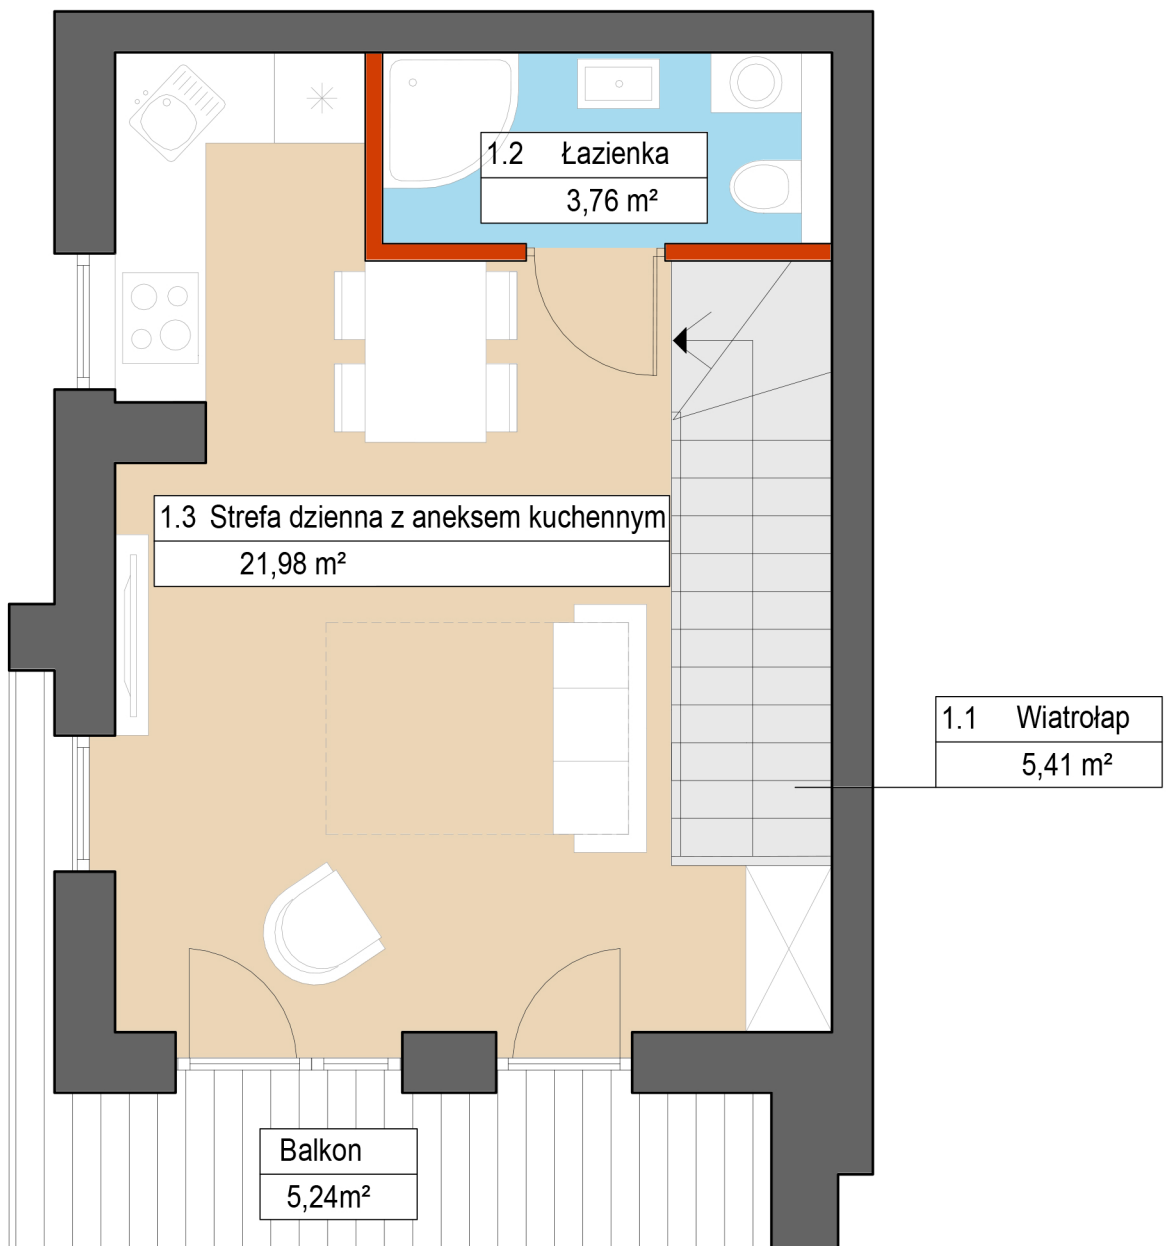 1.2 Łazienka
3,76 m²
1.3 Strefa dzienna z aneksem kuchennym
21,98 m²
1.1 Wiatrołap
5,41 m²
Balkon
5,24m²